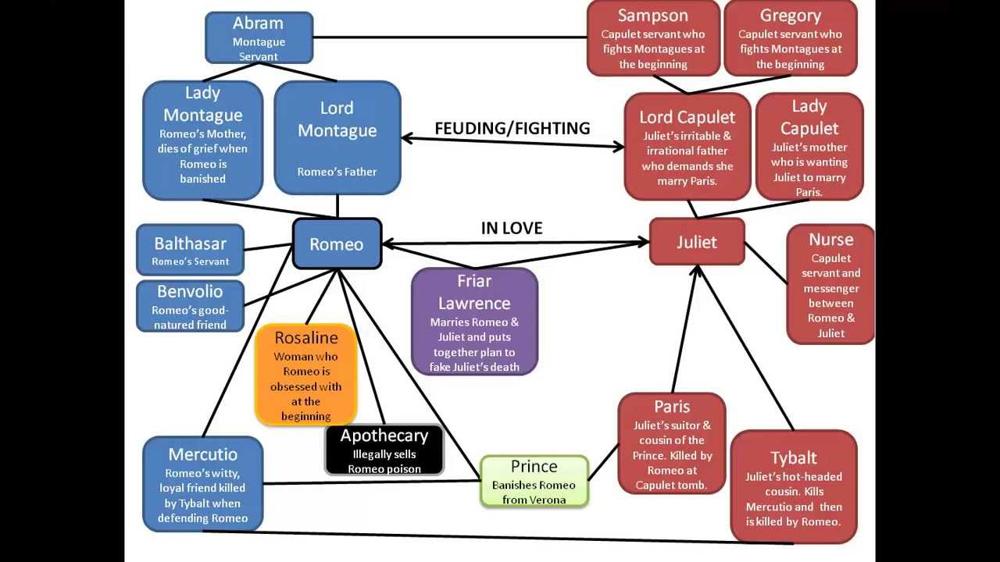 Abram
Montague
Servant
Sampson
Capulet servant who
fights Montagues at
the beginning
Gregory
Capulet servant who
fights Montagues at
the beginning
Lady
Montague
Romeo's Mother,
dies of grief when
Romeo is
banished
Lord
Montague
Romeo's Father
FEUDING/FIGHTING
Lord Capulet
Juliet's irritable &
irrational father
who demands she
marry Paris.
Lady
Capulet
Juliet's mother
who is wanting
Juliet to marry
Paris.
Balthasar
Romeo's Servant
Romeo
IN LOVE
Juliet
Nurse
Capulet
servant and
messenger
between
Romeo &
Juliet
Benvolio
Romeo's good-
natured friend
Friar
Lawrence
Marries Romeo &
Juliet and puts
together plan to
fake Juliet's death
Rosaline
Woman who
Romeo is
obsessed with
at the
beginning
Apothecary
Illegally sells
Romeo poison
Mercutio
Romeo's witty,
loyal friend killed
by Tybalt when
defending Romeo
Prince
Banishes Romeo
from Verona
Paris
Juliet's suitor &
cousin of the
Prince. Killed by
Romeo at
Capulet tomb.
Tybalt
Juliet's hot-headed
cousin. Kills
Mercutio and then
is killed by Romeo.